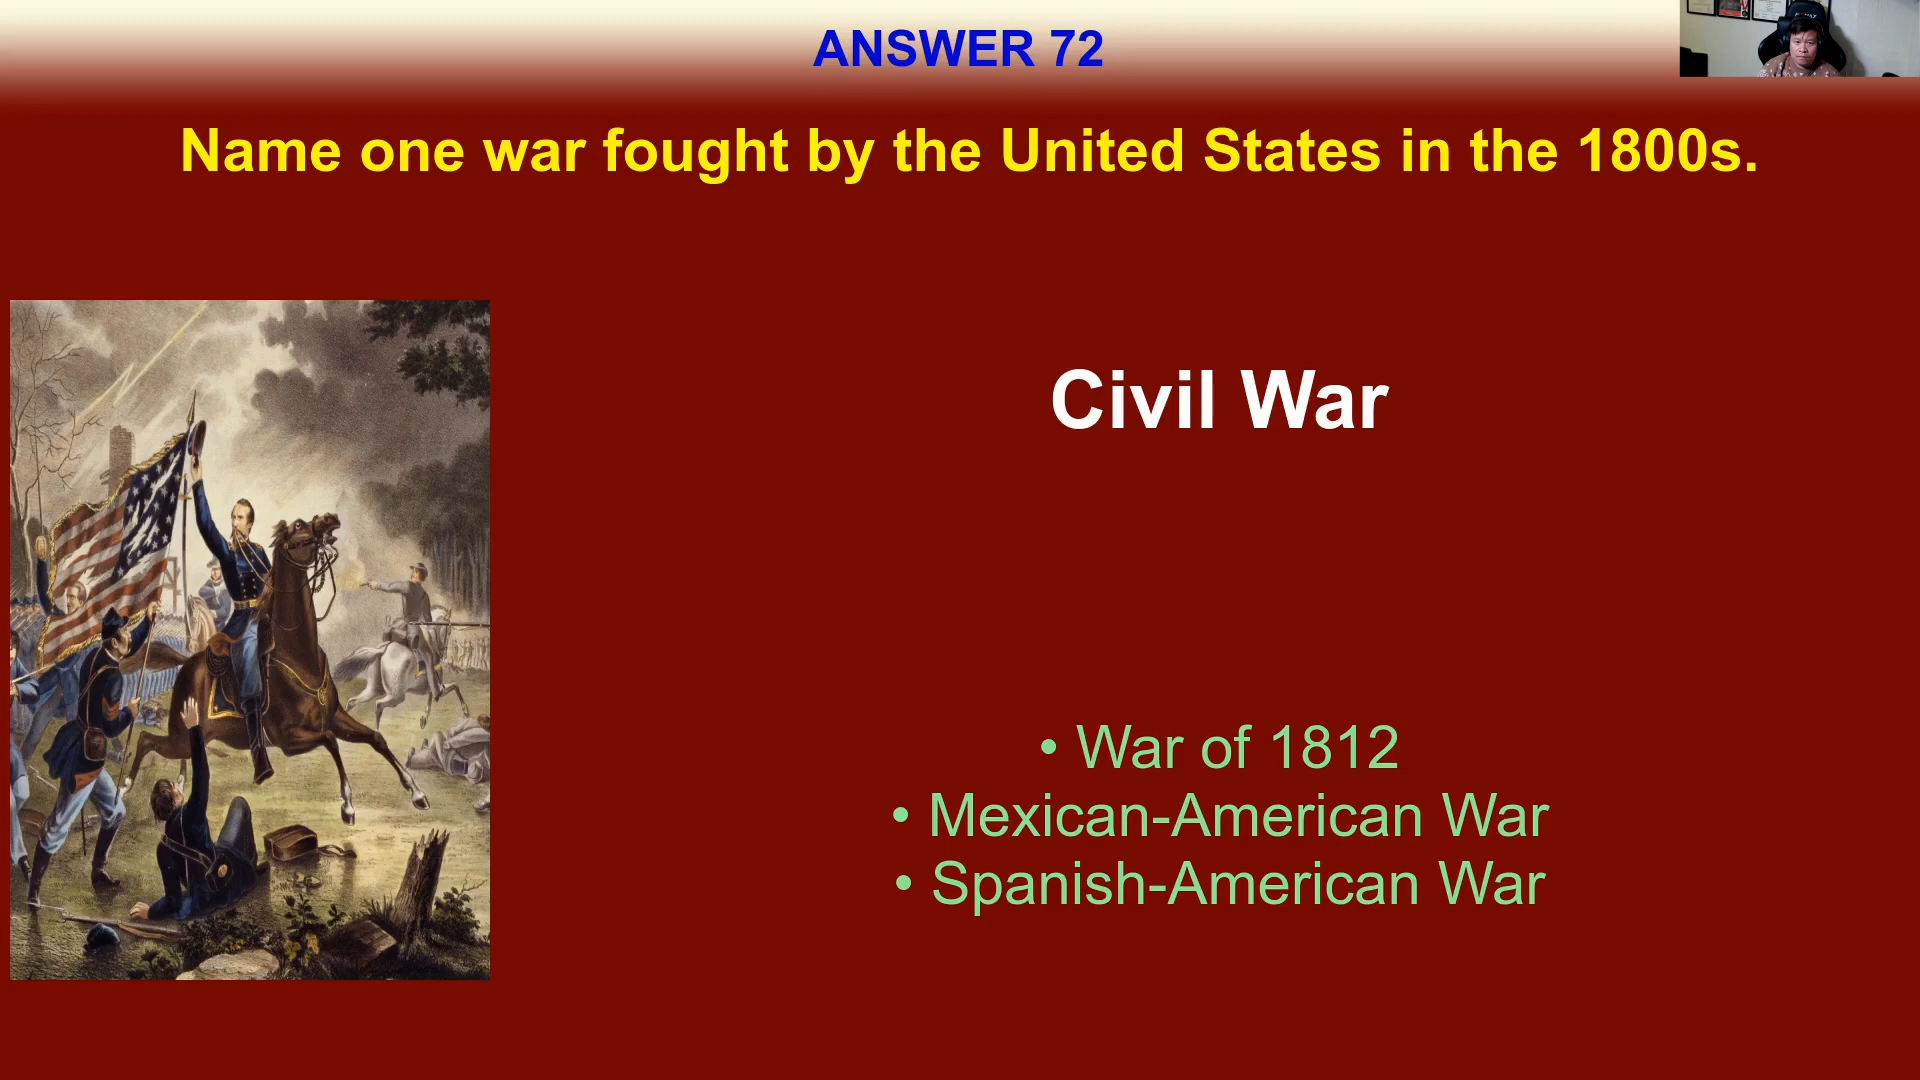 ANSWER 72
Name one war fought by the United States in the 1800s.
Civil War
• War of 1812
• Mexican-American War
• Spanish-American War